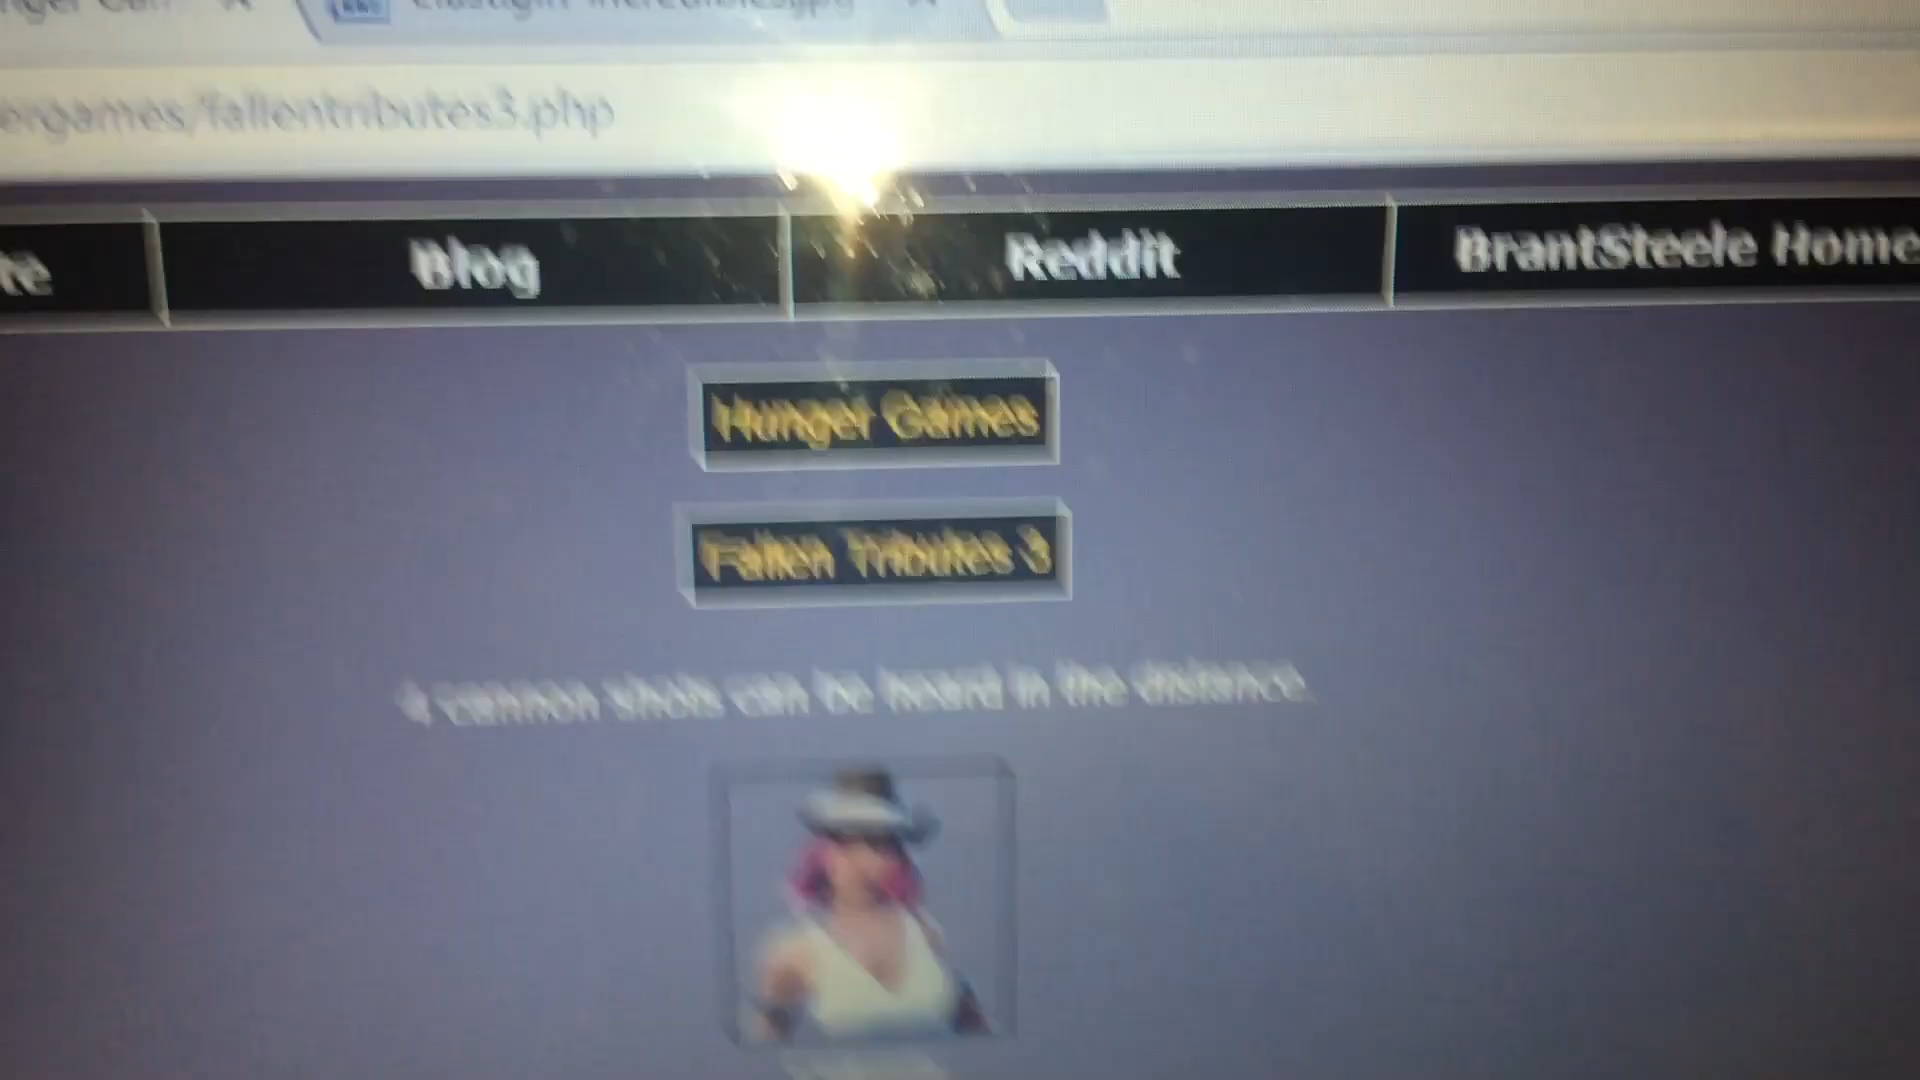 ergames/fallentributes3.php
te Blog Reddit BrantSteele Home
Hunger Games
Fallen Tributes 3
4 cannon shots can be heard in the distance.